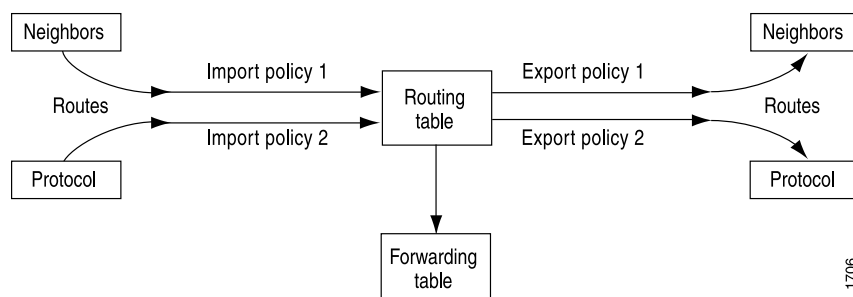 Neighbors
Neighbors
Import policy 1
Export policy 1
Routes
Routing
table
Routes
Import policy 2
Export policy 2
Protocol
Protocol
Forwarding
table
1706